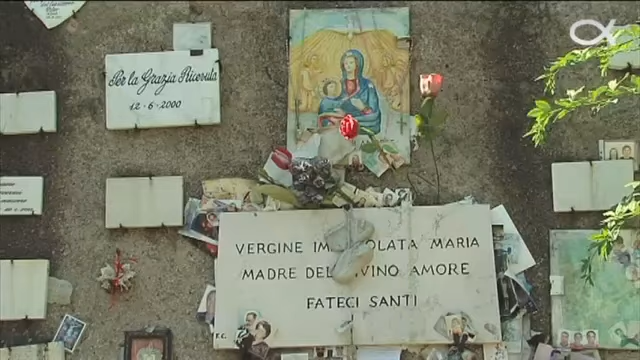 Per la Grazia Ricevuta
12 · 6 · 2000
VERGINE IMMACOLATA MARIA
MADRE DEL DIVINO AMORE
FATECI SANTI
F. C.